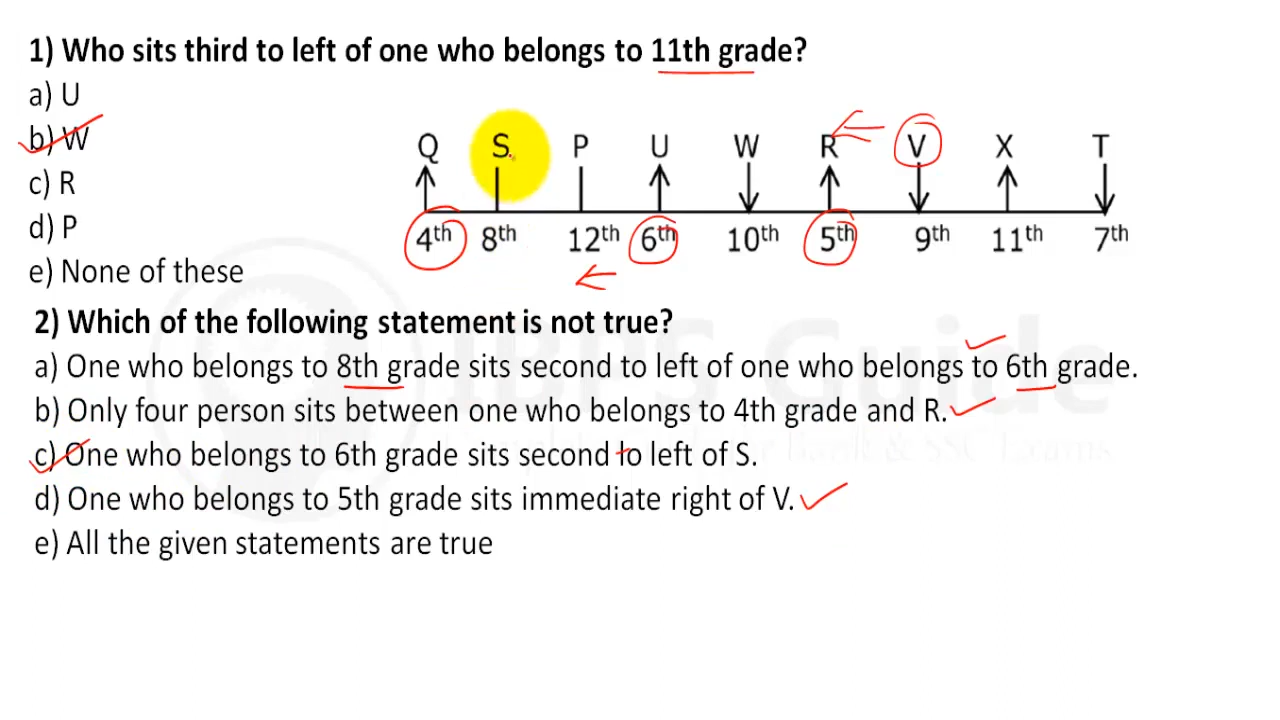 1) Who sits third to left of one who belongs to 11th grade?
a) U
b) W
c) R
d) P
e) None of these
Q S P U W R V X T
4th 8th 12th 6th 10th 5th 9th 11th 7th
2) Which of the following statement is not true?
a) One who belongs to 8th grade sits second to left of one who belongs to 6th grade.
b) Only four person sits between one who belongs to 4th grade and R.
c) One who belongs to 6th grade sits second to left of S.
d) One who belongs to 5th grade sits immediate right of V.
e) All the given statements are true
IBPS Guide